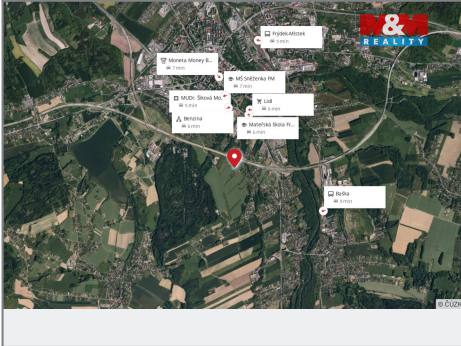 M&M
REALITY
Frýdek-Místek
9 min
Moneta Money B...
7 min
MŠ Sněženka FM
7 min
MUDr. Šiková Mo...
5 min
Lidl
6 min
Benzina
6 min
Mateřská Škola Fr...
6 min
Baška
9 min
© ČÚZK